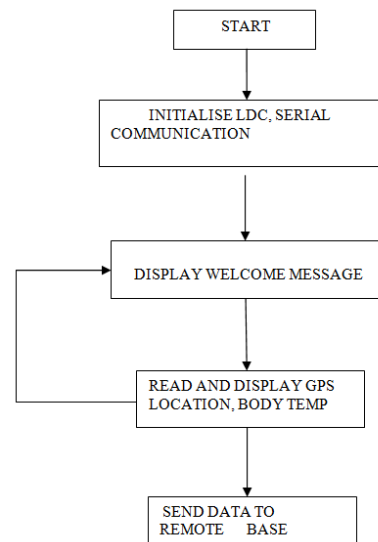 START
INITIALISE LDC, SERIAL
COMMUNICATION
DISPLAY WELCOME MESSAGE
READ AND DISPLAY GPS
LOCATION, BODY TEMP
SEND DATA TO
REMOTE BASE